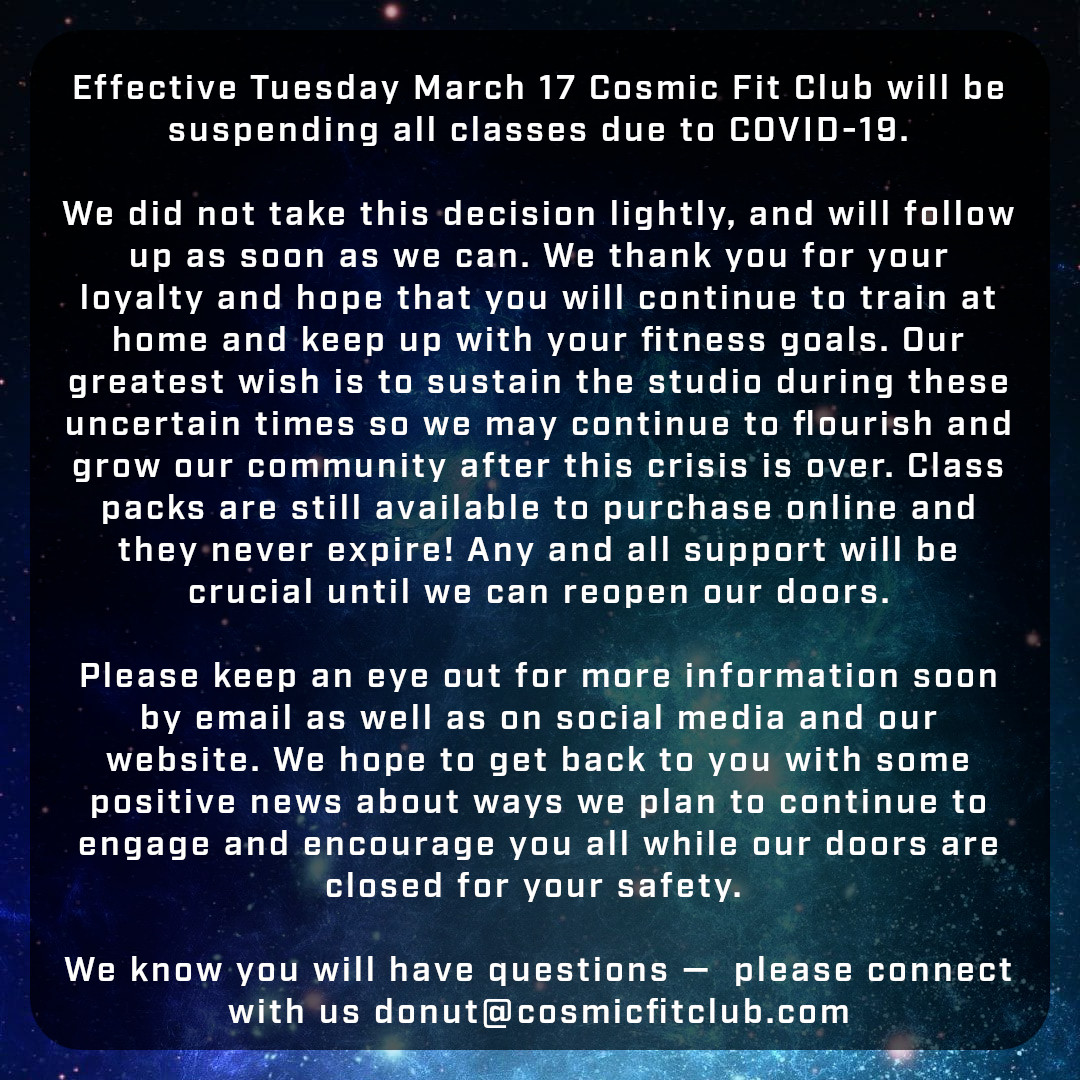 Effective Tuesday March 17 Cosmic Fit Club will be
suspending all classes due to COVID-19.
We did not take this decision lightly, and will follow
up as soon as we can. We thank you for your
loyalty and hope that you will continue to train at
home and keep up with your fitness goals. Our
greatest wish is to sustain the studio during these
uncertain times so we may continue to flourish and
grow our community after this crisis is over. Class
packs are still available to purchase online and
they never expire! Any and all support will be
crucial until we can reopen our doors.
Please keep an eye out for more information soon
by email as well as on social media and our
website. We hope to get back to you with some
positive news about ways we plan to continue to
engage and encourage you all while our doors are
closed for your safety.
We know you will have questions — please connect
with us donut@cosmicfitclub.com